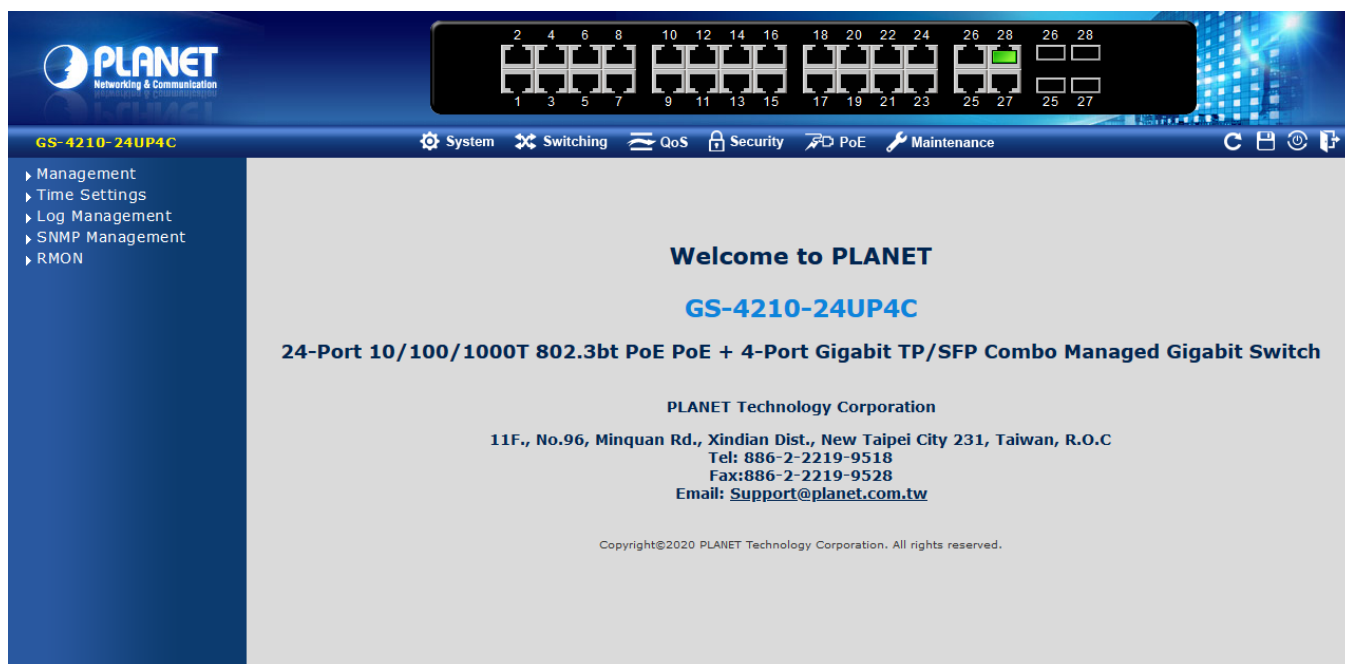 PLANET
Networking & Communication
2 4 6 8 10 12 14 16 18 20 22 24 26 28 26 28
1 3 5 7 9 11 13 15 17 19 21 23 25 27 25 27
GS-4210-24UP4C
System Switching QoS Security PoE Maintenance
Management
Time Settings
Log Management
SNMP Management
RMON
Welcome to PLANET
GS-4210-24UP4C
24-Port 10/100/1000T 802.3bt PoE PoE + 4-Port Gigabit TP/SFP Combo Managed Gigabit Switch
PLANET Technology Corporation
11F., No.96, Minquan Rd., Xindian Dist., New Taipei City 231, Taiwan, R.O.C
Tel: 886-2-2219-9518
Fax:886-2-2219-9528
Email: Support@planet.com.tw
Copyright©2020 PLANET Technology Corporation. All rights reserved.